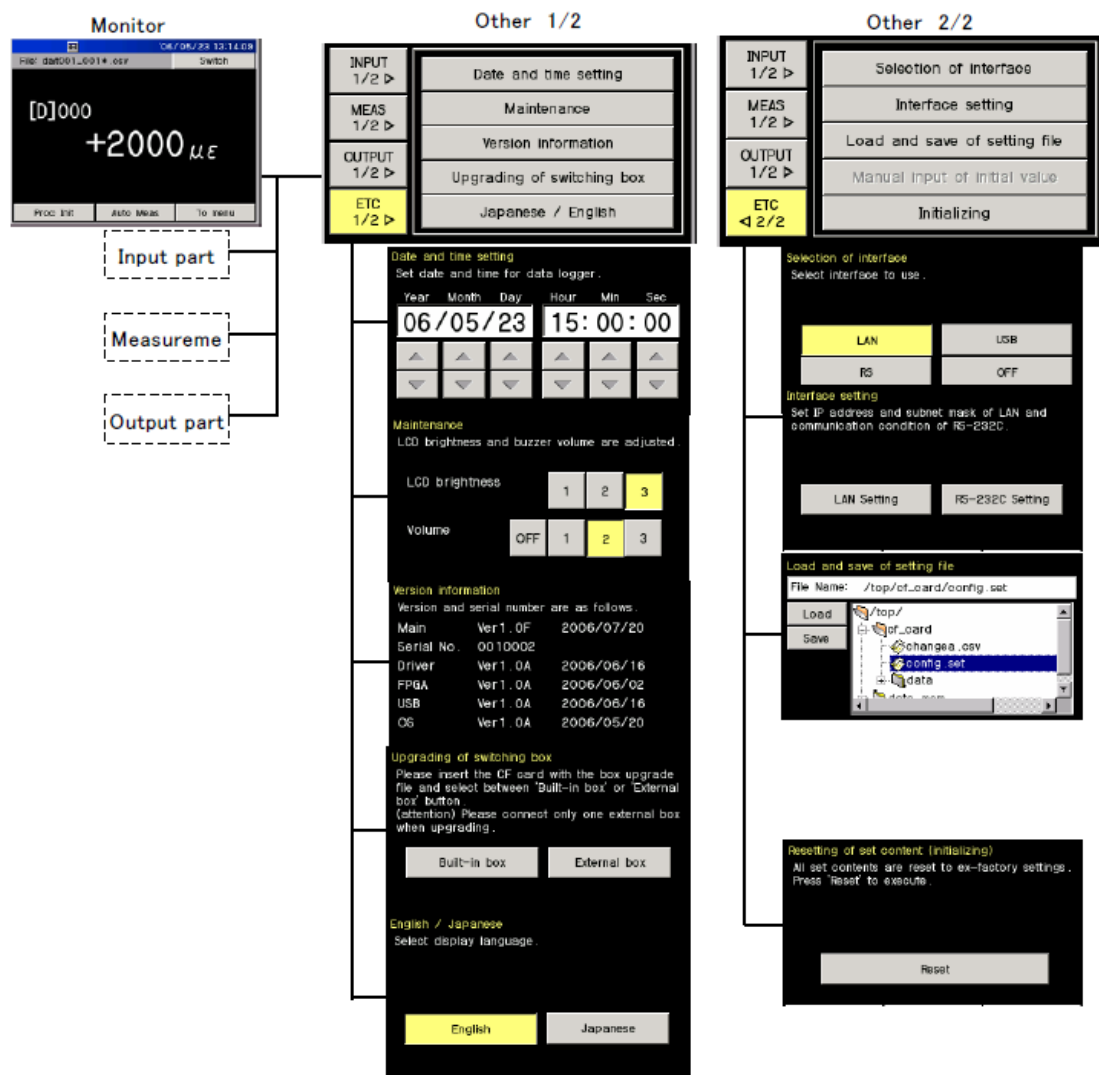 Monitor
'06/05/23 13:14:09
File: dat001_001*.csv Switch
[D]000
+2000 με
Proc Init Auto Meas To menu
Input part
Measureme
Output part
Other 1/2
INPUT
1/2 ▷
MEAS
1/2 ▷
OUTPUT
1/2 ▷
ETC
1/2 ▷
Date and time setting
Maintenance
Version information
Upgrading of switching box
Japanese / English
Date and time setting
Set date and time for data logger.
Year Month Day Hour Min Sec
06/05/23 15:00:00
Maintenance
LCD brightness and buzzer volume are adjusted.
LCD brightness 1 2 3
Volume OFF 1 2 3
Version information
Version and serial number are as follows.
Main Ver1.0F 2006/07/20
Serial No. 0010002
Driver Ver1.0A 2006/06/16
FPGA Ver1.0A 2006/06/02
USB Ver1.0A 2006/06/16
OS Ver1.0A 2006/05/20
Upgrading of switching box
Please insert the CF card with the box upgrade
file and select between 'Built-in box' or 'External
box' button.
(attention) Please connect only one external box
when upgrading.
Built-in box External box
English / Japanese
Select display language.
English Japanese
Other 2/2
INPUT
1/2 ▷
MEAS
1/2 ▷
OUTPUT
1/2 ▷
ETC
◁ 2/2
Selection of interface
Interface setting
Load and save of setting file
Manual input of initial value
Initializing
Selection of interface
Select interface to use.
LAN USB
RS OFF
Interface setting
Set IP address and subnet mask of LAN and
communication condition of RS-232C.
LAN Setting RS-232C Setting
Load and save of setting file
File Name: /top/cf_card/config.set
Load
Save
/top/
cf_card
changea.csv
config.set
data
Resetting of set content (initializing)
All set contents are reset to ex-factory settings.
Press 'Reset' to execute.
Reset